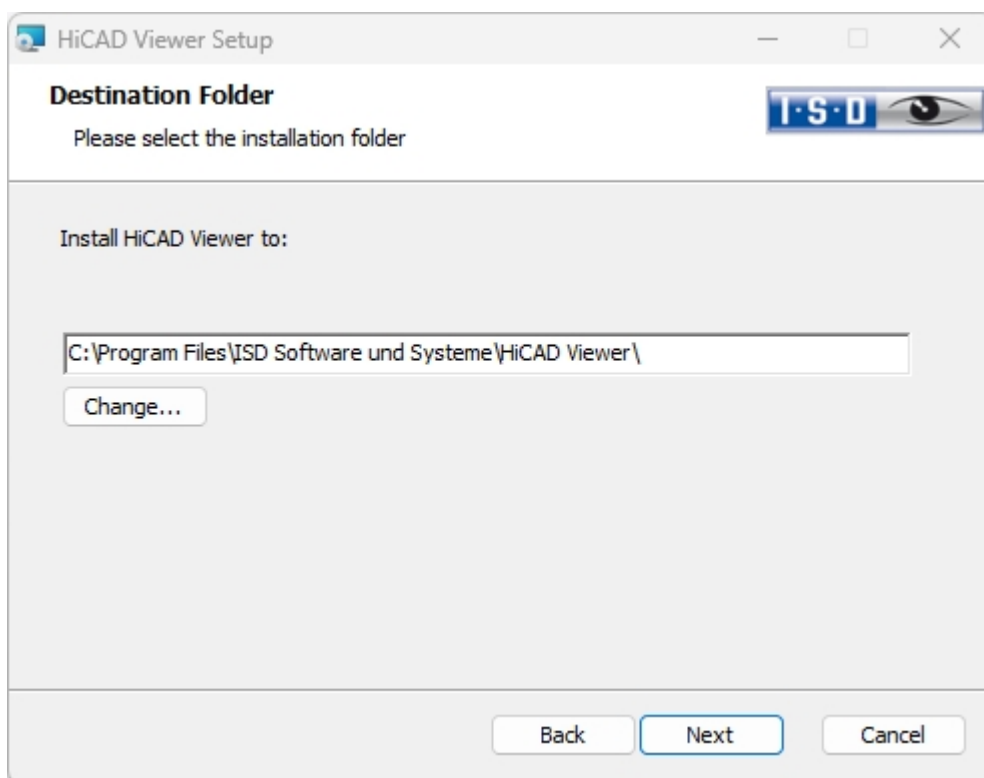 HiCAD Viewer Setup
Destination Folder
I·S·D
Please select the installation folder
Install HiCAD Viewer to:
C:\Program Files\ISD Software und Systeme\HiCAD Viewer\
Change...
Back
Next
Cancel